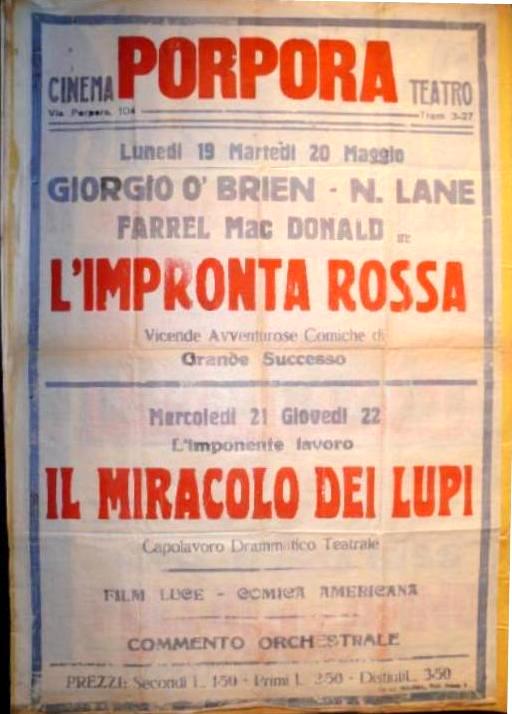 CINEMA PORPORA TEATRO
Via Porpora, 104 Tram 3-27
Lunedì 19 Martedì 20 Maggio
GIORGIO O' BRIEN - N. LANE
FARREL Mac DONALD in
L'IMPRONTA ROSSA
Vicende Avventurose Comiche di
Grande Successo
Mercoledì 21 Giovedì 22
L'imponente lavoro
IL MIRACOLO DEI LUPI
Capolavoro Drammatico Teatrale
FILM LUCE - COMICA AMERICANA
COMMENTO ORCHESTRALE
PREZZI: Secondi L. 1.50 - Primi L. 2.50 - Distinti L. 3.50